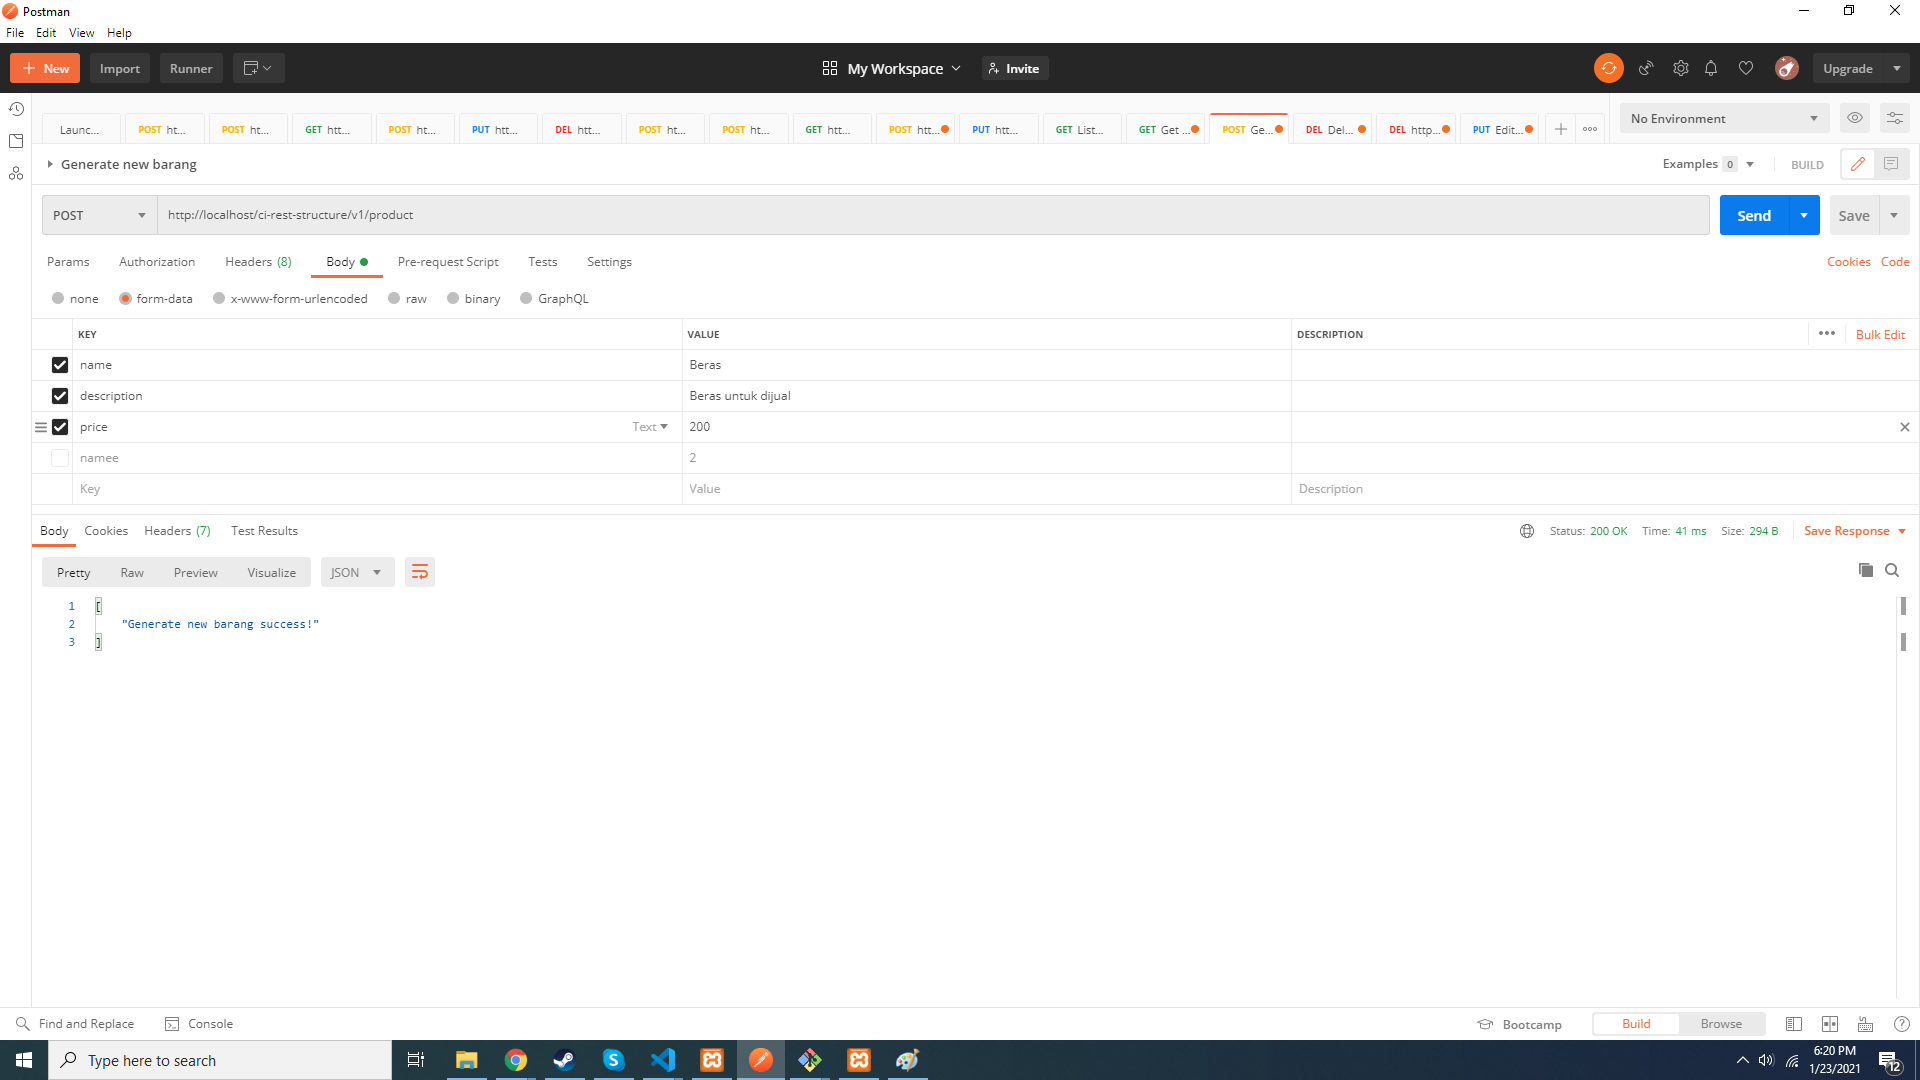 Postman
File Edit View Help
New Import Runner My Workspace Invite Upgrade
Launc... POST ht... POST ht... GET htt... POST ht... PUT htt... DEL htt... POST ht... POST ht... GET htt... POST htt... PUT htt... GET List... GET Get ... POST Ge... DEL Del... DEL http... PUT Edit... No Environment
Generate new barang Examples 0 BUILD
POST http://localhost/ci-rest-structure/v1/product Send Save
Params Authorization Headers (8) Body Pre-request Script Tests Settings Cookies Code
none form-data x-www-form-urlencoded raw binary GraphQL
KEY VALUE DESCRIPTION Bulk Edit
name Beras
description Beras untuk dijual
price Text 200
namee 2
Key Value Description
Body Cookies Headers (7) Test Results Status: 200 OK Time: 41 ms Size: 294 B Save Response
Pretty Raw Preview Visualize JSON
1 [
2 "Generate new barang success!"
3 ]
Find and Replace Console Bootcamp Build Browse
Type here to search
6:20 PM
1/23/2021
12